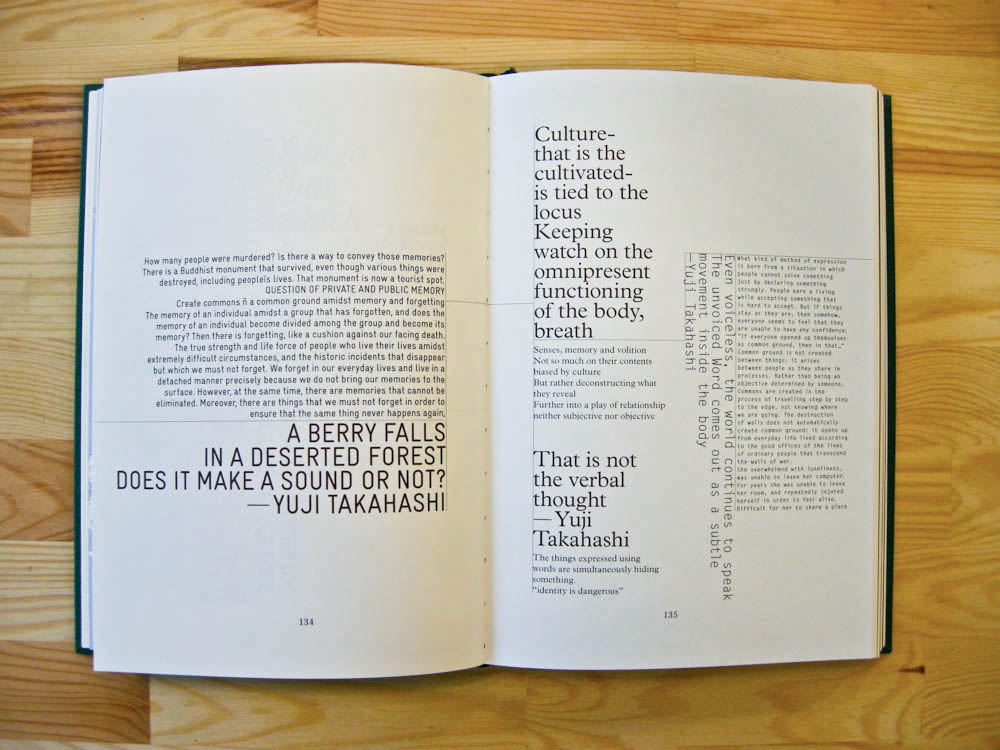 How many people were murdered? Is there a way to convey those memories?
There is a Buddhist monument that survived, even though various things were
destroyed, including peopleís lives. That monument is now a tourist spot.
QUESTION OF PRIVATE AND PUBLIC MEMORY
Create commons ñ a common ground amidst memory and forgetting
The memory of an individual amidst a group that has forgotten, and does the
memory of an individual become divided among the group and become its
memory? Then there is forgetting, like a cushion against our facing death.
The true strength and life force of people who live their lives amidst
extremely difficult circumstances, and the historic incidents that disappear
but which we must not forget. We forget in our everyday lives and live in a
detached manner precisely because we do not bring our memories to the
surface. However, at the same time, there are memories that cannot be
eliminated. Moreover, there are things that we must not forget in order to
ensure that the same thing never happens again,
A BERRY FALLS
IN A DESERTED FOREST
DOES IT MAKE A SOUND OR NOT?
—YUJI TAKAHASHI
134
Culture-
that is the
cultivated-
is tied to the
locus
Keeping
watch on the
omnipresent
functioning
of the body,
breath
Senses, memory and volition
Not so much on their contents
biased by culture
But rather deconstructing what
they reveal
Further into a play of relationship
neither subjective nor objective
That is not
the verbal
thought
— Yuji
Takahashi
The things expressed using
words are simultaneously hiding
something.
“identity is dangerous”
Even voiceless, the word continues to speak
The unvoiced Word comes out as a subtle
movement inside the body
—Yuji Takahashi
What kind of method of expression
is born from a situation in which
people cannot solve something
Just by declaring something
strongly. People earn a living
while accepting something that
is hard to accept. But if things
stay as they are, then somehow,
everyone seems to feel that they
are unable to have any confidence.
"If everyone opened up themselves
as common ground, then in that…"
Common ground is not created
between things: it arises
between people as they share in
processes. Rather than being an
objective determined by someone,
Commons are created in the
process of travelling step by step
to the edge, not knowing where
we are going. The destruction
of walls does not automatically
create common ground; it opens up
from everyday life lived according
to the good offices of the lives
of ordinary people that transcend
the walls of war.
She overwhelmed with loneliness,
was unable to leave her computer.
For years she was unable to leave
her room, and repeatedly injured
herself in order to feel alive.
Difficult for her to share a place
135